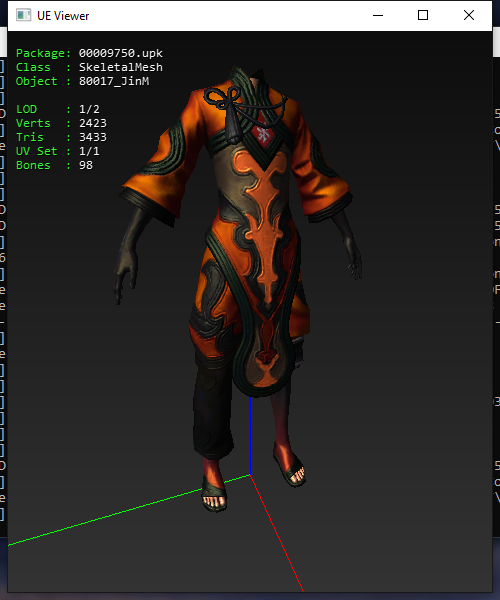 UE Viewer
Package: 00009750.upk
Class : SkeletalMesh
Object : 80017_JinM
LOD : 1/2
Verts : 2423
Tris : 3433
UV Set : 1/1
Bones : 98